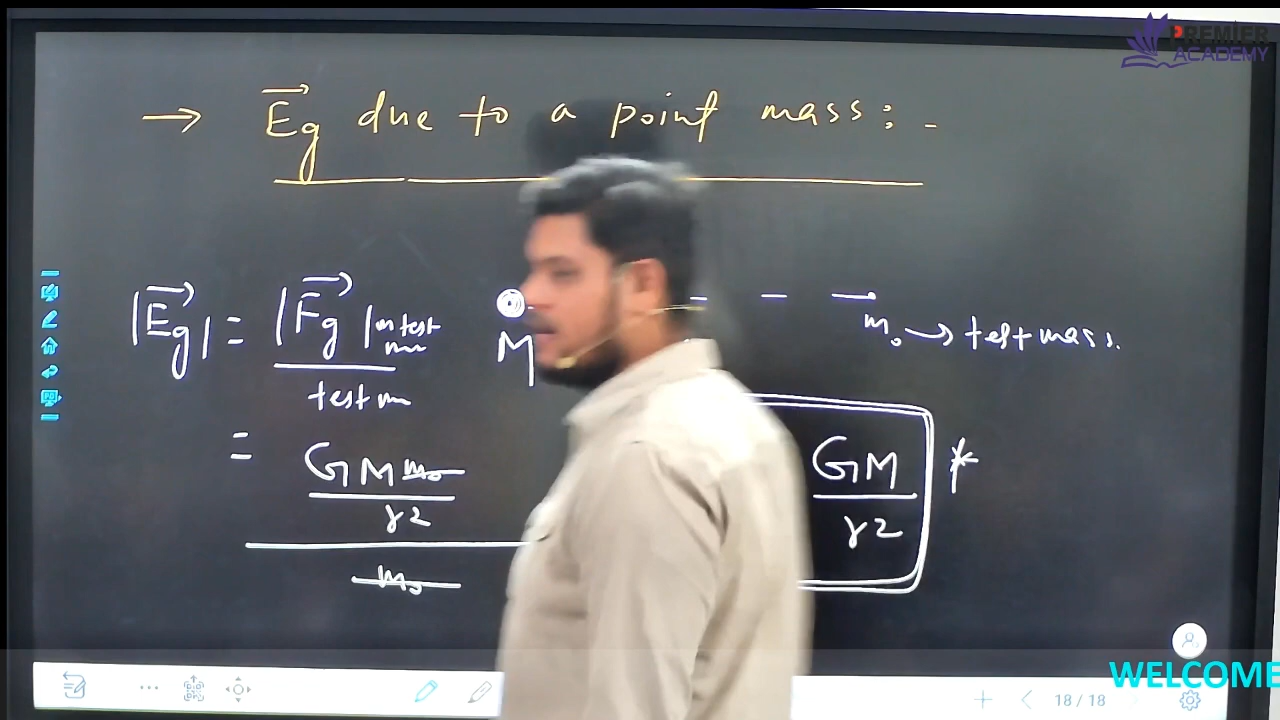 PREMIER
ACADEMY
→ E⃗g due to a point mass : -
|E⃗g| = |F⃗g| on test
test m
M
m₀ → test mass.
= GMm₀
r2
m₀
GM *
r2
18 / 18
WELCOME